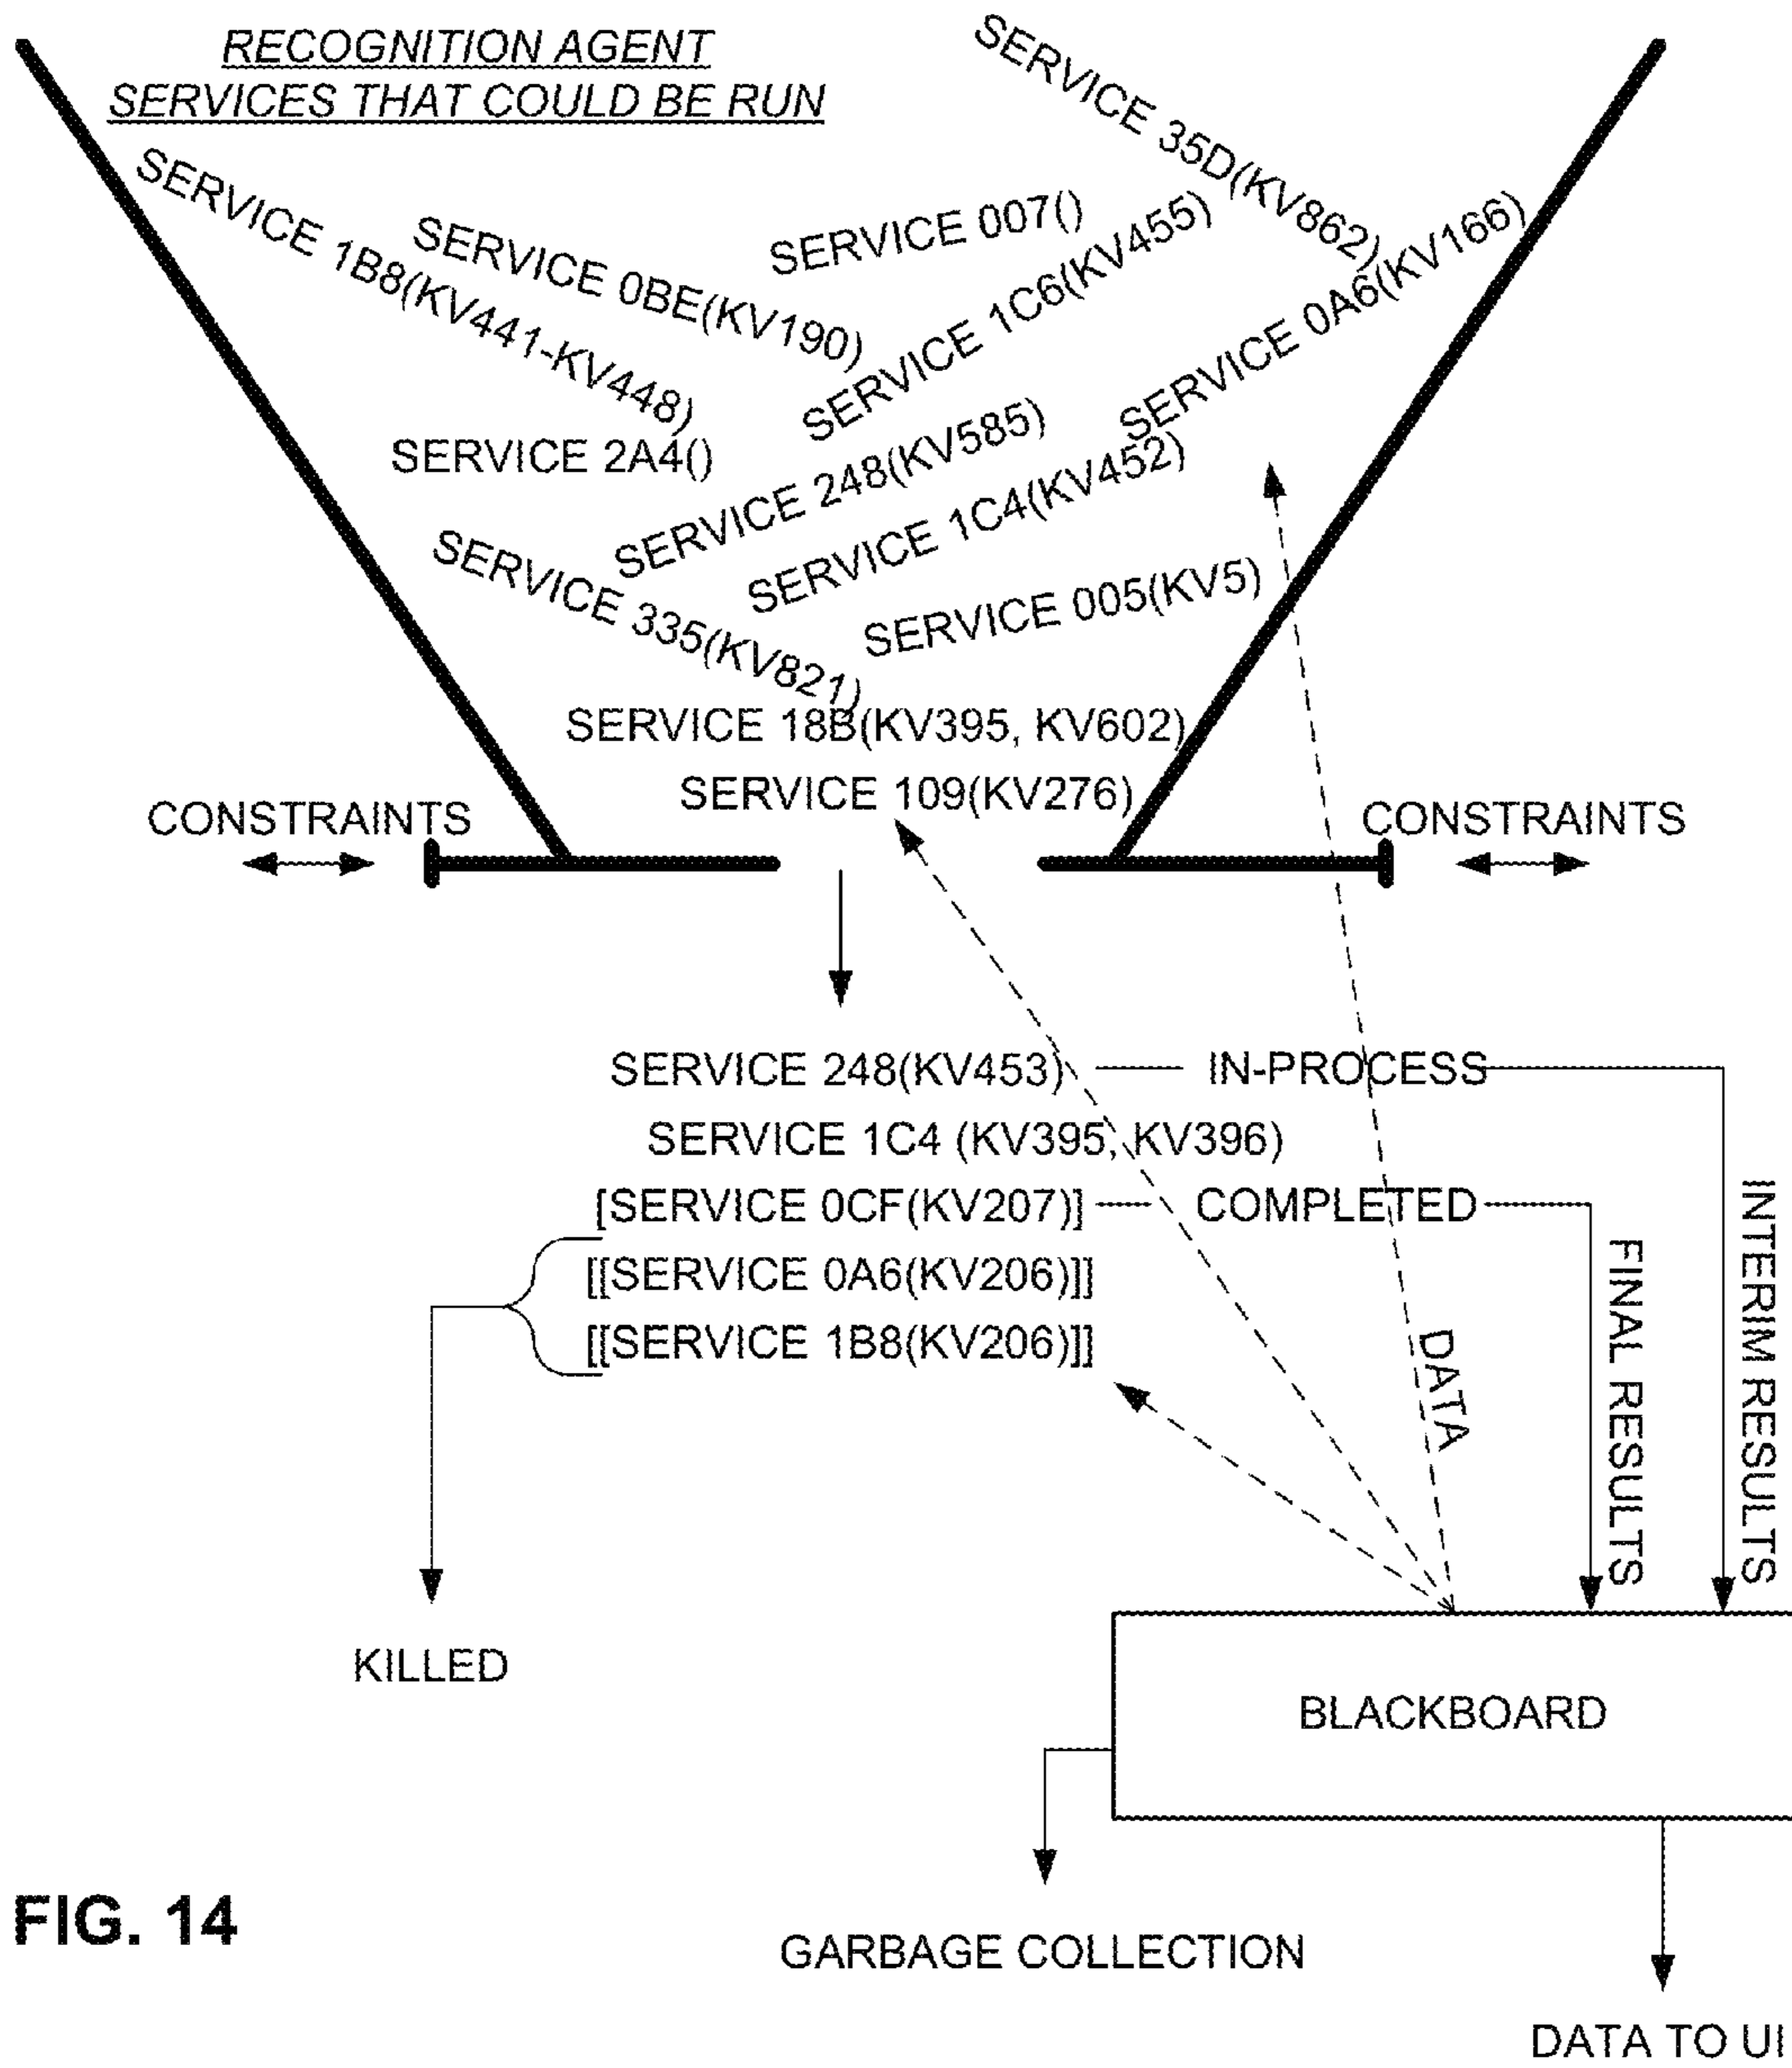 RECOGNITION AGENT
SERVICES THAT COULD BE RUN
SERVICE 35D(KV862)
SERVICE 1B8(KV441-KV448)
SERVICE 0BE(KV190)
SERVICE 007()
SERVICE 1C6(KV455)
SERVICE 0A6(KV166)
SERVICE 2A4()
SERVICE 248(KV585)
SERVICE 1C4(KV452)
SERVICE 335(KV821)
SERVICE 005(KV5)
SERVICE 18B(KV395, KV602)
SERVICE 109(KV276)
CONSTRAINTS
CONSTRAINTS
SERVICE 248(KV453)
IN-PROCESS
SERVICE 1C4 (KV395, KV396)
[SERVICE 0CF(KV207)]
COMPLETED
[[SERVICE 0A6(KV206)]]
[[SERVICE 1B8(KV206)]]
DATA
FINAL RESULTS
INTERIM RESULTS
KILLED
BLACKBOARD
FIG. 14
GARBAGE COLLECTION
DATA TO UI